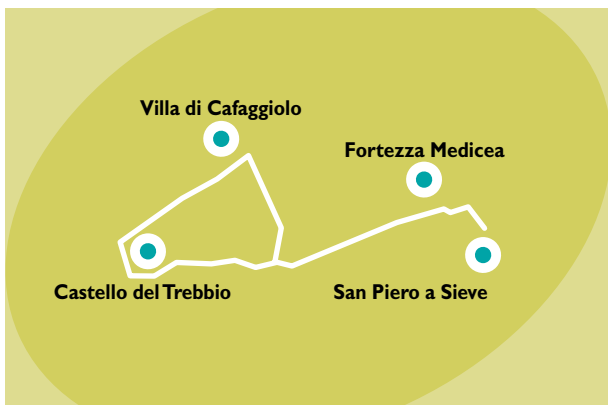 Villa di Cafaggiolo
Fortezza Medicea
Castello del Trebbio
San Piero a Sieve